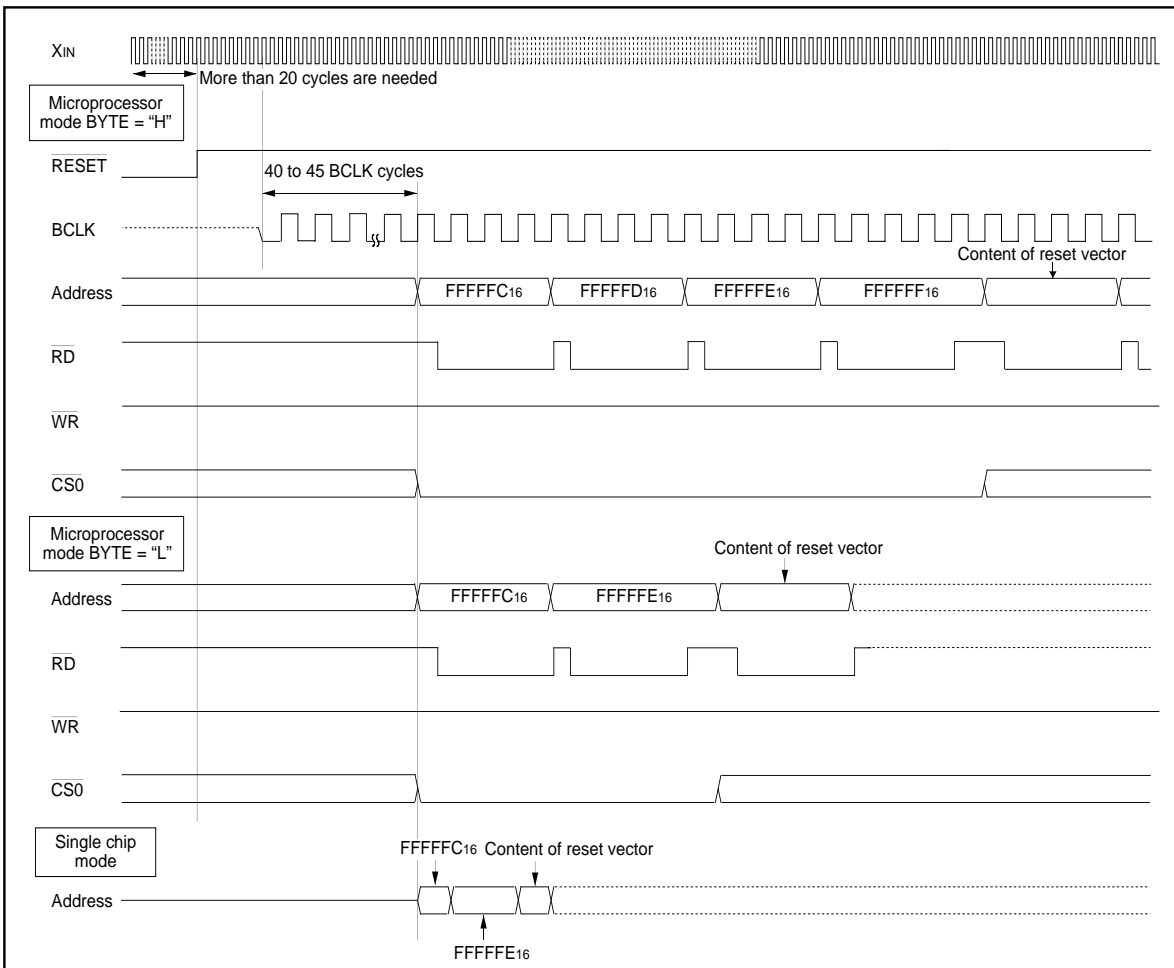 XIN
More than 20 cycles are needed
Microprocessor
mode BYTE = “H”
RESET
40 to 45 BCLK cycles
BCLK
Content of reset vector
Address
FFFFFC16
FFFFFD16
FFFFFE16
FFFFFF16
RD
WR
CS0
Microprocessor
mode BYTE = “L”
Content of reset vector
Address
FFFFFC16
FFFFFE16
RD
WR
CS0
Single chip
mode
FFFFFC16
Content of reset vector
Address
FFFFFE16